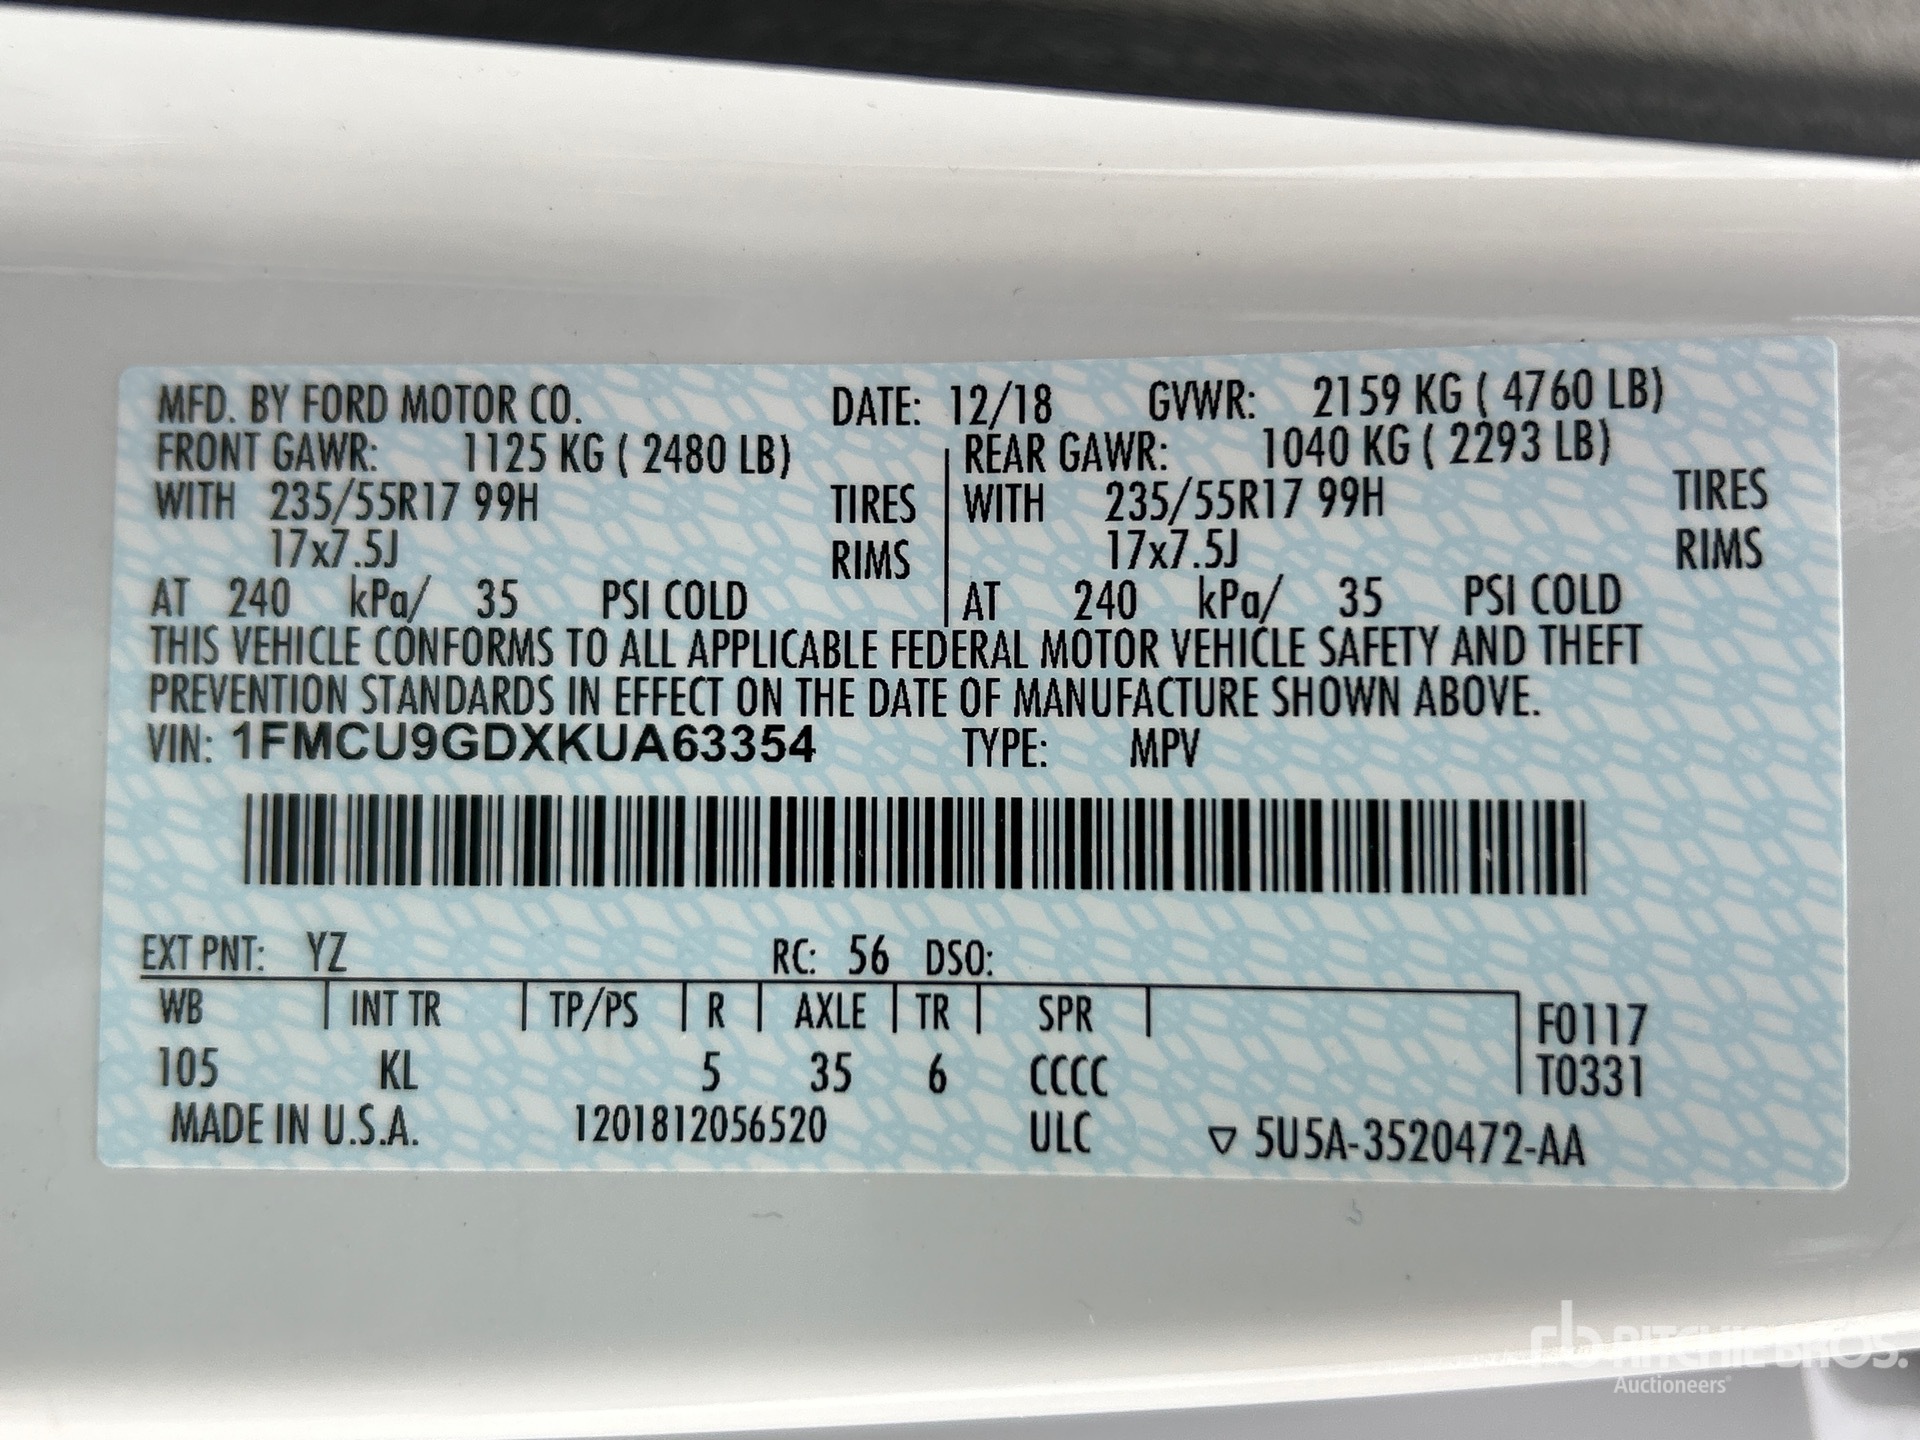 MFD. BY FORD MOTOR CO. DATE: 12/18 GVWR: 2159 KG ( 4760 LB)
FRONT GAWR: 1125 KG ( 2480 LB) REAR GAWR: 1040 KG ( 2293 LB)
WITH 235/55R17 99H TIRES WITH 235/55R17 99H TIRES
17x7.5J RIMS 17x7.5J RIMS
AT 240 kPa/ 35 PSI COLD AT 240 kPa/ 35 PSI COLD
THIS VEHICLE CONFORMS TO ALL APPLICABLE FEDERAL MOTOR VEHICLE SAFETY AND THEFT
PREVENTION STANDARDS IN EFFECT ON THE DATE OF MANUFACTURE SHOWN ABOVE.
VIN: 1FMCU9GDXKUA63354 TYPE: MPV
EXT PNT: YZ RC: 56 DSO:
WB INT TR TP/PS R AXLE TR SPR F0117
105 KL 5 35 6 CCCC T0331
MADE IN U.S.A. 1201812056520 ULC ▽ 5U5A-3520472-AA
rb RITCHIE BROS.
Auctioneers